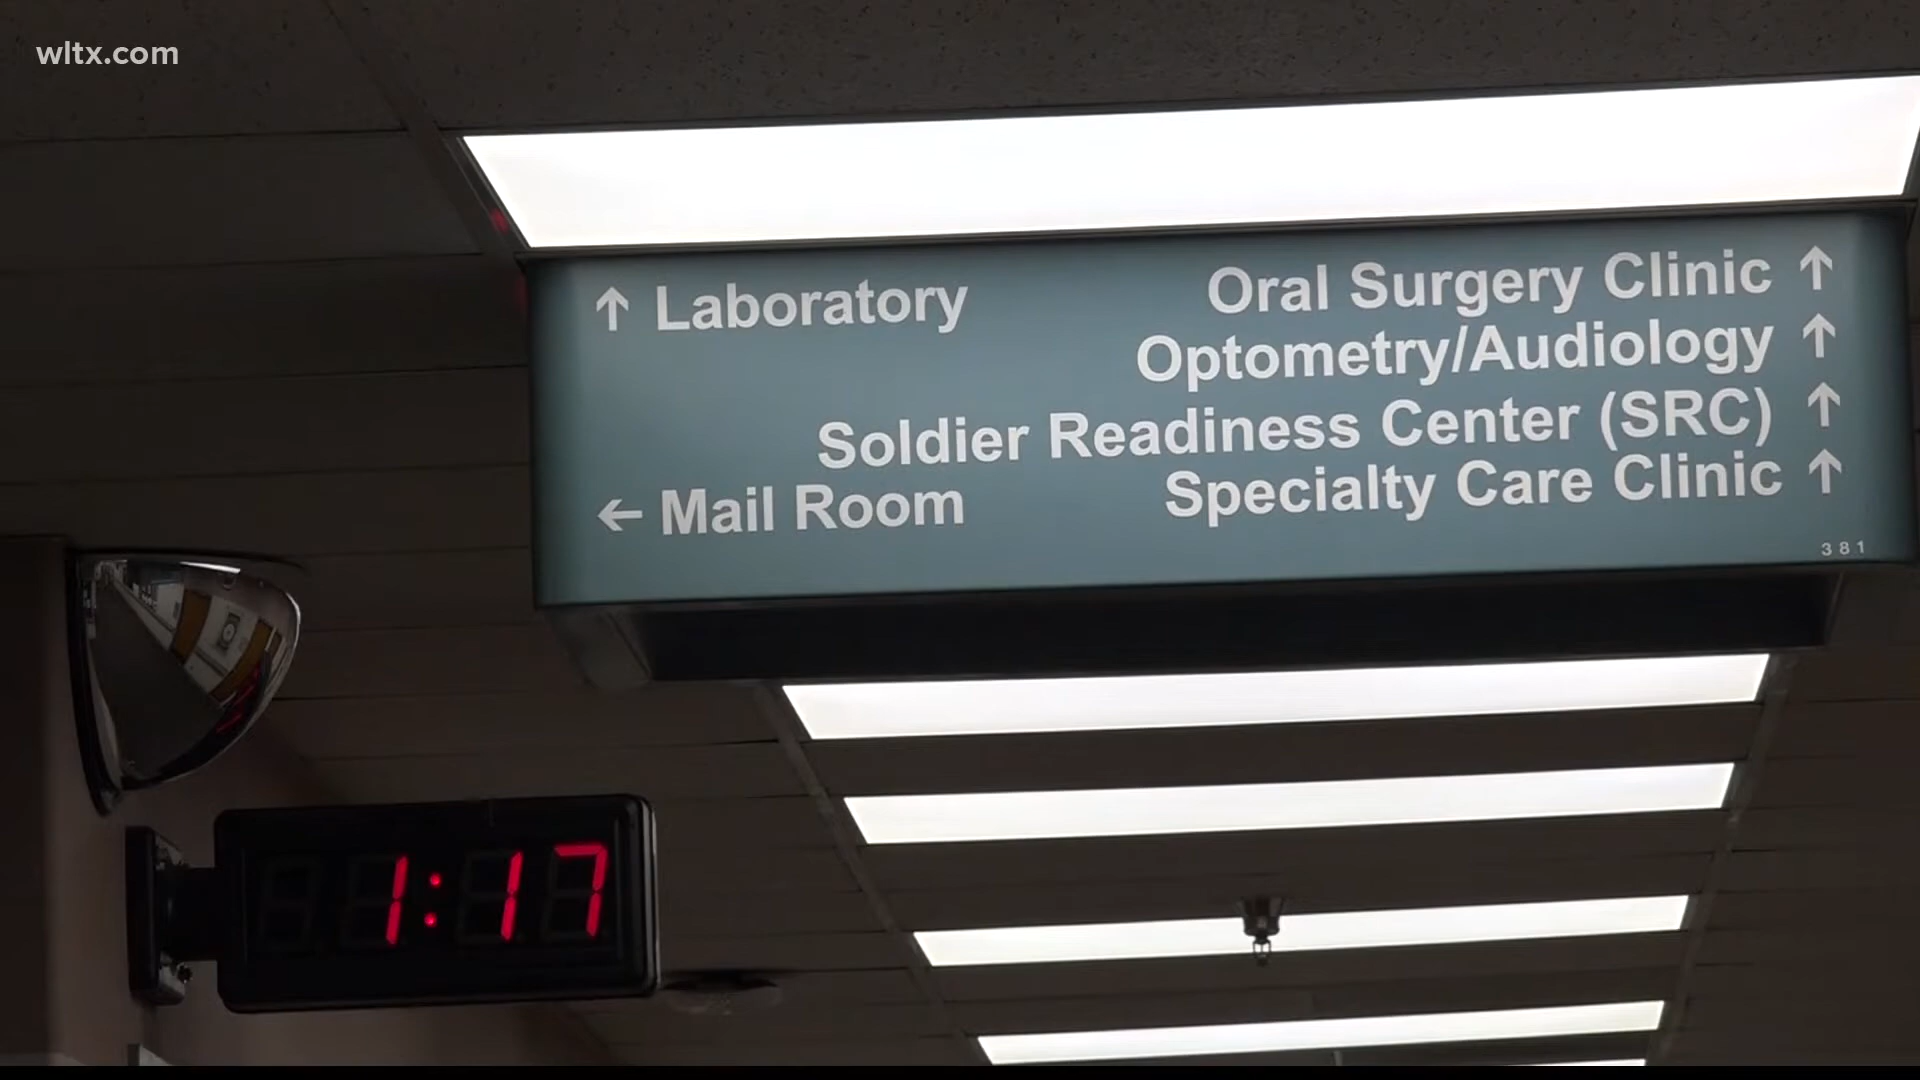 wltx.com
↑ Laboratory
Oral Surgery Clinic ↑
Optometry/Audiology ↑
Soldier Readiness Center (SRC) ↑
← Mail Room
Specialty Care Clinic ↑
381
1:17